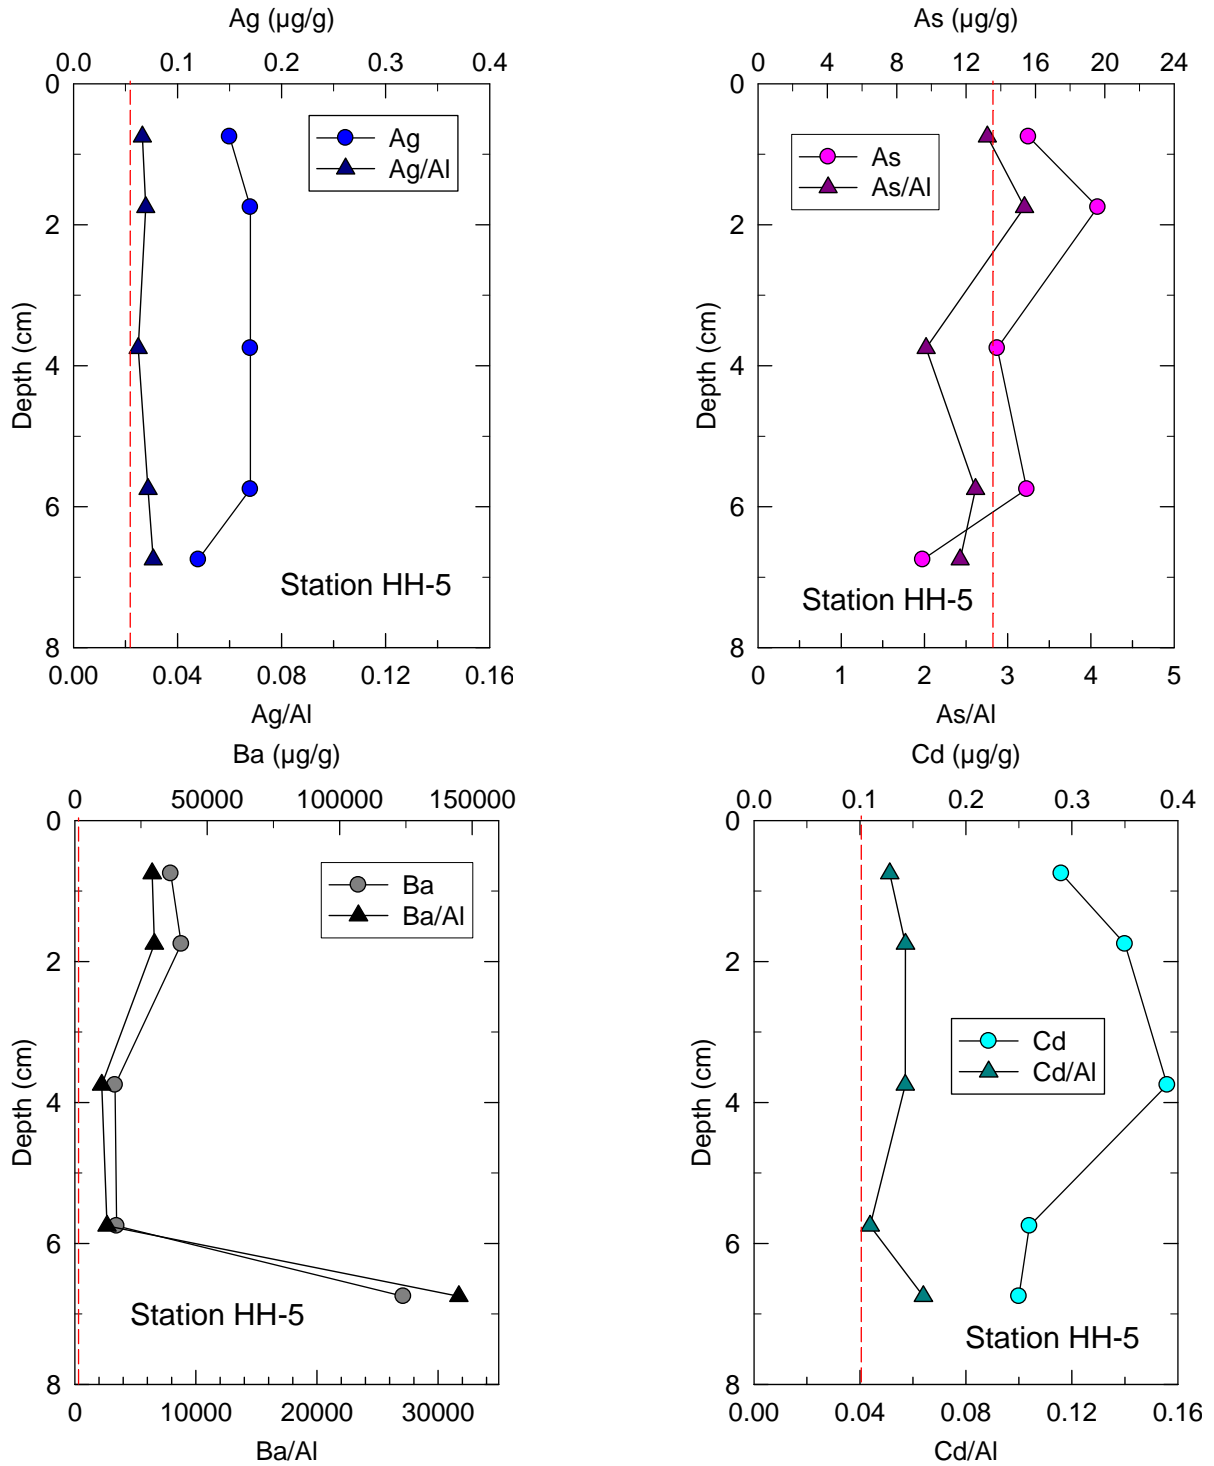 Ag (µg/g)
0.0 0.1 0.2 0.3 0.4
0
2
4
6
8
Depth (cm)
Ag
Ag/Al
Station HH-5
0.00 0.04 0.08 0.12 0.16
Ag/Al
As (µg/g)
0 4 8 12 16 20 24
0
2
4
6
8
Depth (cm)
As
As/Al
Station HH-5
0 1 2 3 4 5
As/Al
Ba (µg/g)
0 50000 100000 150000
0
2
4
6
8
Depth (cm)
Ba
Ba/Al
Station HH-5
0 10000 20000 30000
Ba/Al
Cd (µg/g)
0.0 0.1 0.2 0.3 0.4
0
2
4
6
8
Depth (cm)
Cd
Cd/Al
Station HH-5
0.00 0.04 0.08 0.12 0.16
Cd/Al